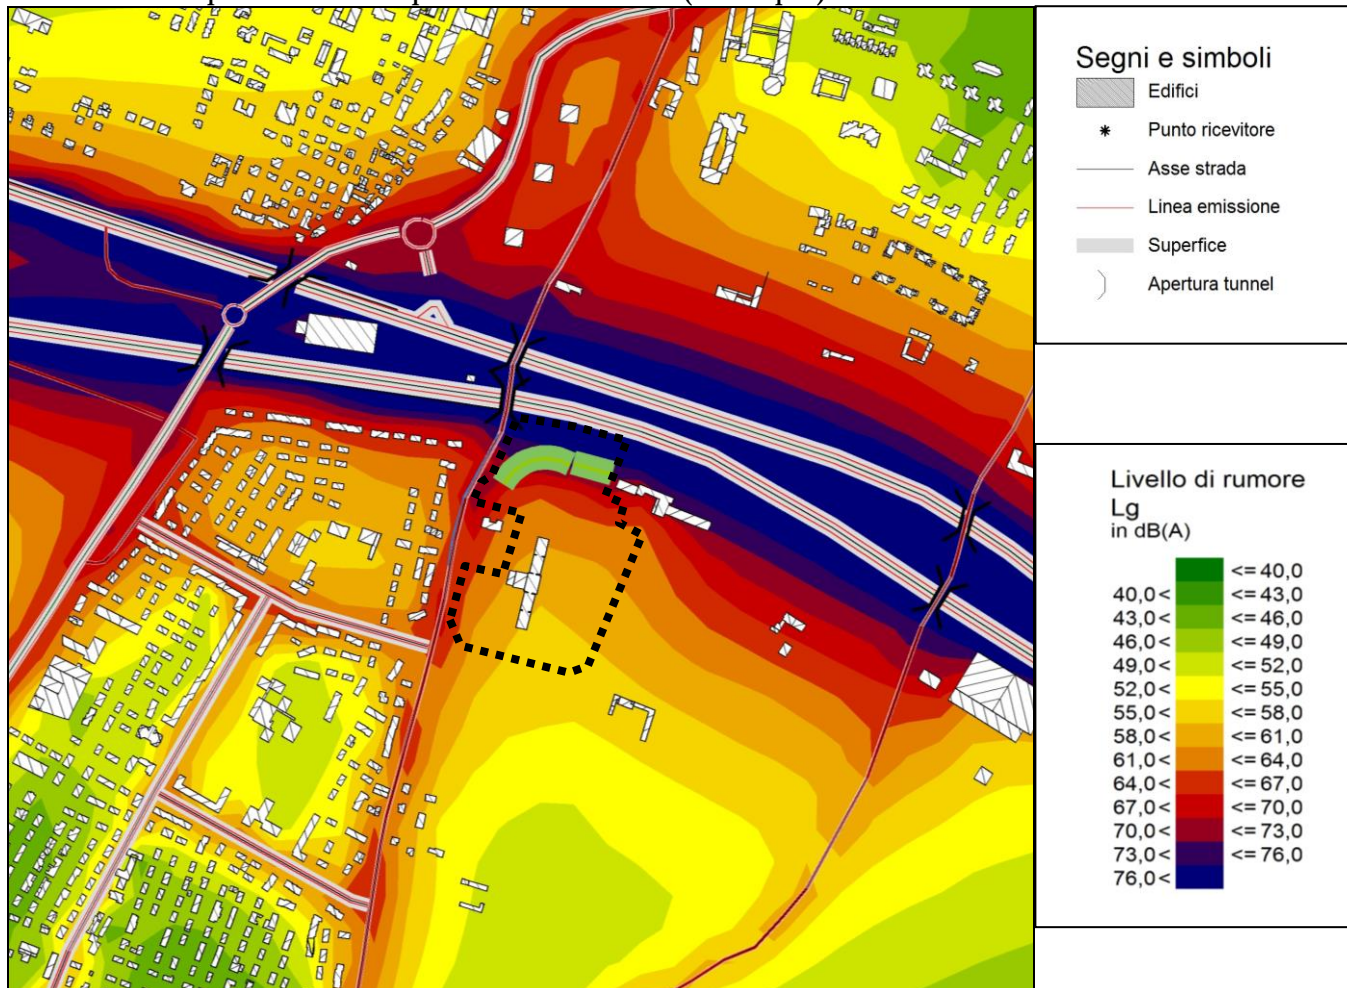 Segni e simboli
Edifici
Punto ricevitore
Asse strada
Linea emissione
Superfice
Apertura tunnel
Livello di rumore
Lg
in dB(A)
<= 40,0
40,0 < <= 43,0
43,0 < <= 46,0
46,0 < <= 49,0
49,0 < <= 52,0
52,0 < <= 55,0
55,0 < <= 58,0
58,0 < <= 61,0
61,0 < <= 64,0
64,0 < <= 67,0
67,0 < <= 70,0
70,0 < <= 73,0
73,0 < <= 76,0
76,0 <